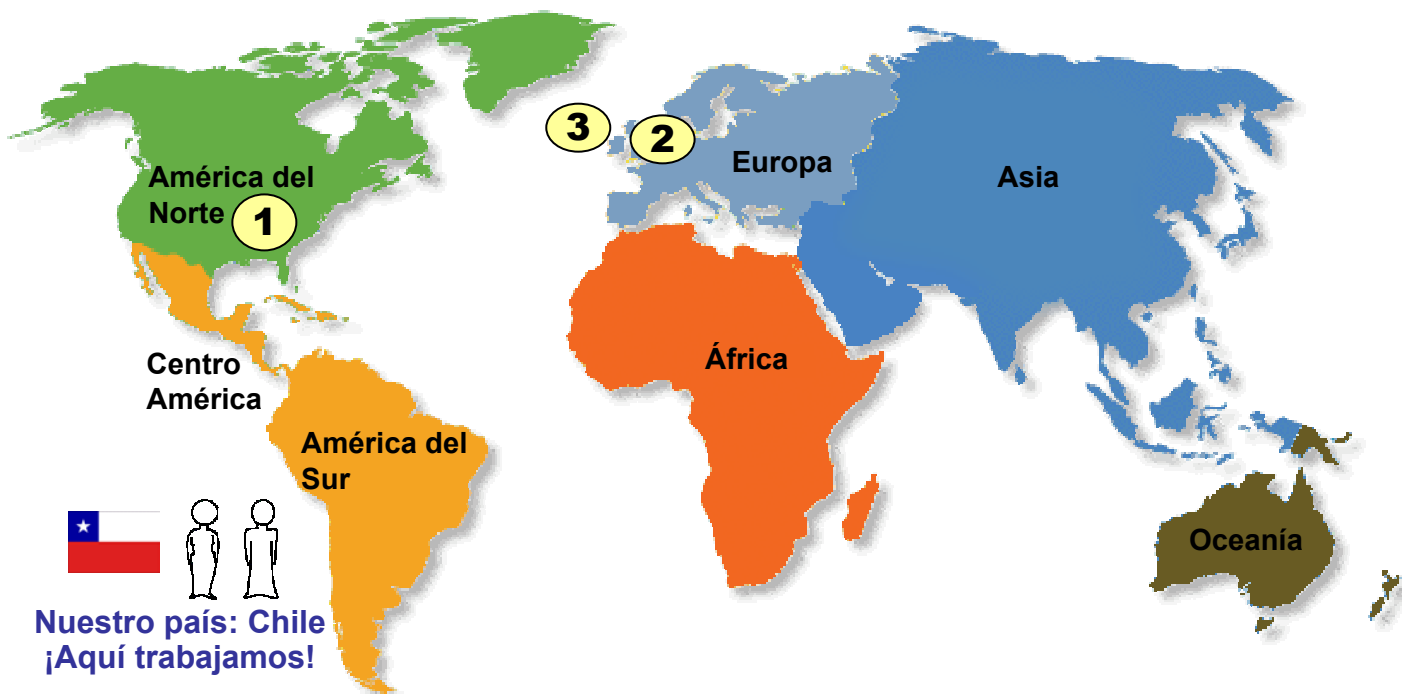 3
2
Europa
Asia
América del
Norte
1
Centro
América
África
América del
Sur
Oceanía
Nuestro país: Chile
¡Aquí trabajamos!